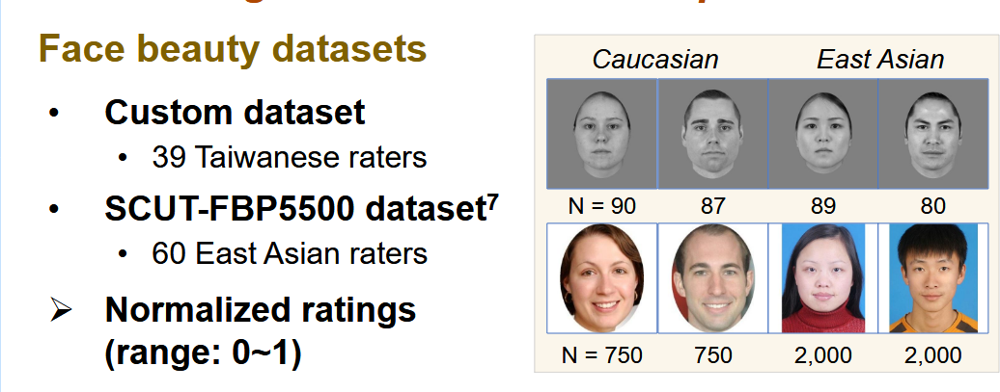 Face beauty datasets
• Custom dataset
• 39 Taiwanese raters
• SCUT-FBP5500 dataset⁷
• 60 East Asian raters
➢ Normalized ratings
(range: 0~1)
Caucasian East Asian
N = 90 87 89 80
N = 750 750 2,000 2,000